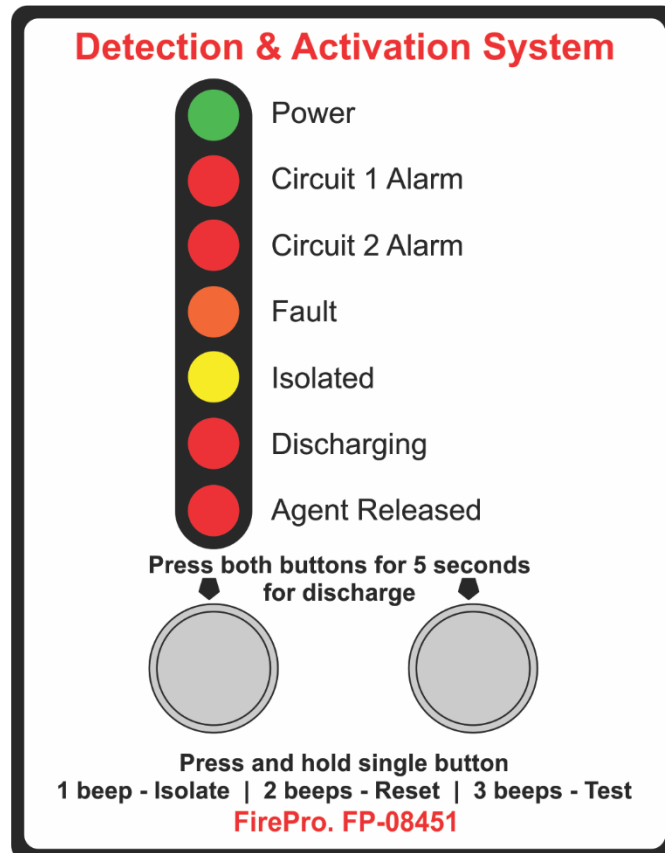 Detection & Activation System
Power
Circuit 1 Alarm
Circuit 2 Alarm
Fault
Isolated
Discharging
Agent Released
Press both buttons for 5 seconds
for discharge
Press and hold single button
1 beep - Isolate | 2 beeps - Reset | 3 beeps - Test
FirePro. FP-08451